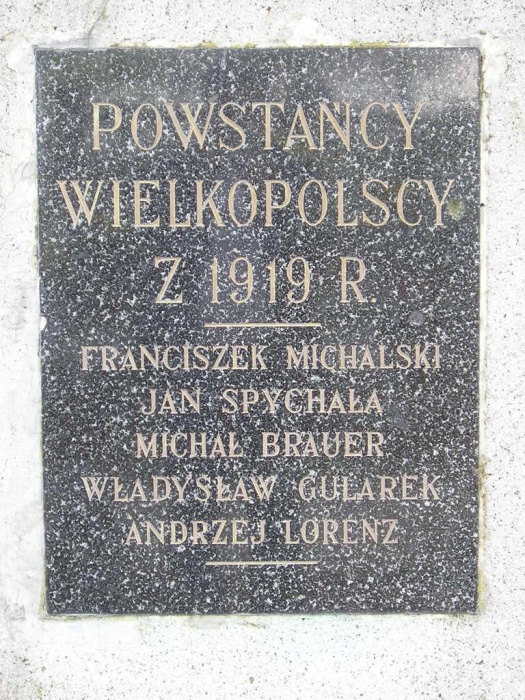 POWSTAŃCY
WIELKOPOLSCY
Z 1919 R.
FRANCISZEK MICHALSKI
JAN SPYCHAŁA
MICHAŁ BRAUER
WŁADYSŁAW GULAREK
ANDRZEJ LORENZ